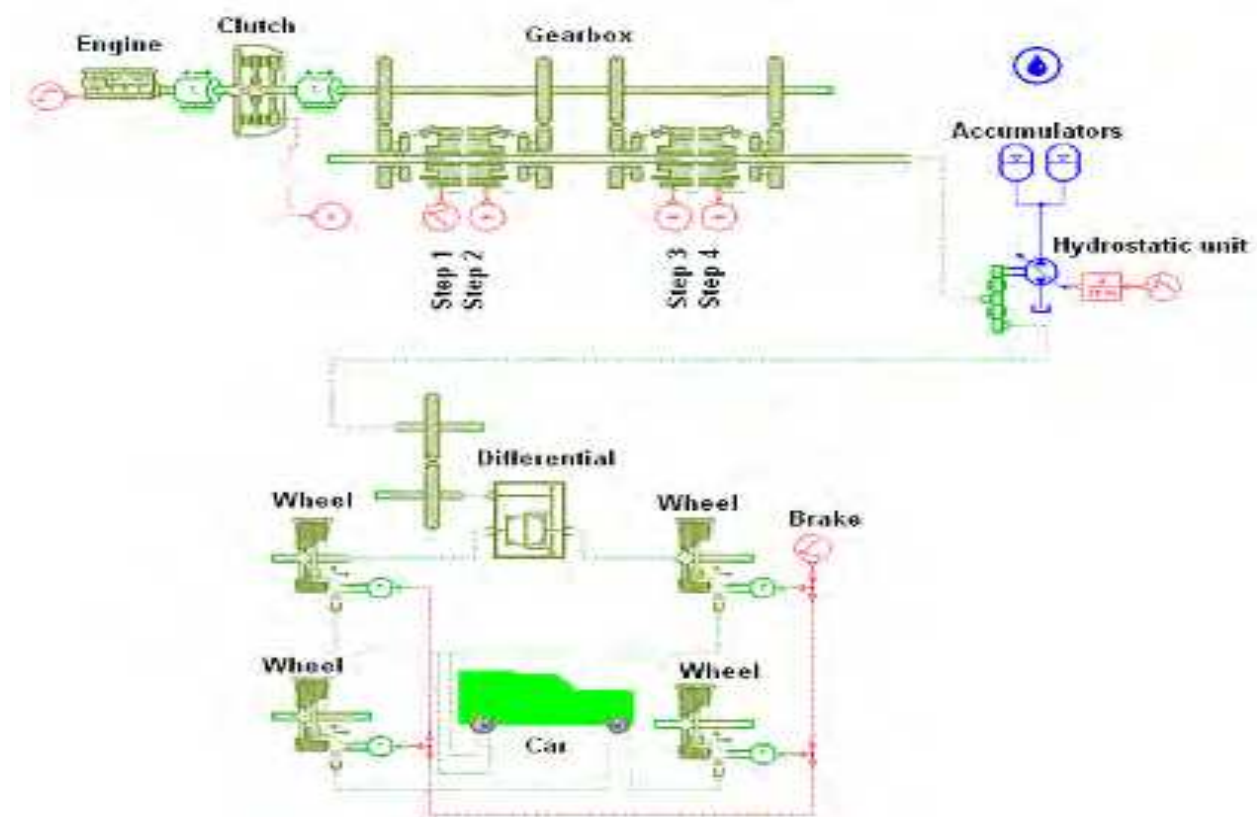 Engine
Clutch
Gearbox
Accumulators
Hydrostatic unit
Step 1
Step 2
Step 3
Step 4
Differential
Wheel
Wheel
Brake
Wheel
Wheel
Car